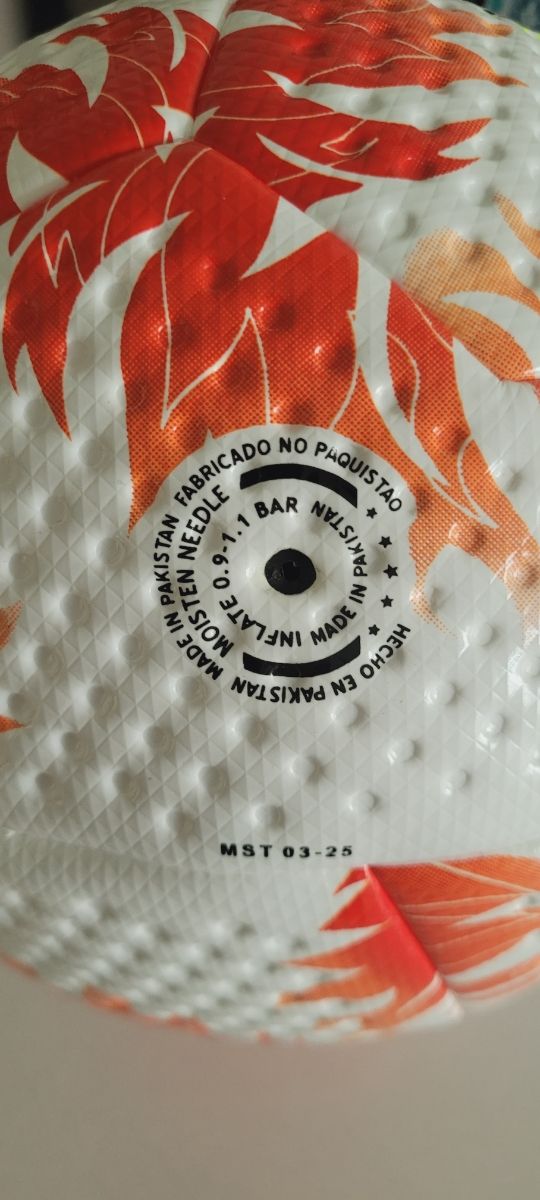 MADE IN PAKISTAN FABRICADO NO PAQUISTAO ★ ★ ★ ★ ★ HECHO EN PAKISTAN
MOISTEN NEEDLE
INFLATE 0.9-1.1 BAR
MADE IN PAKISTAN
MST 03-25